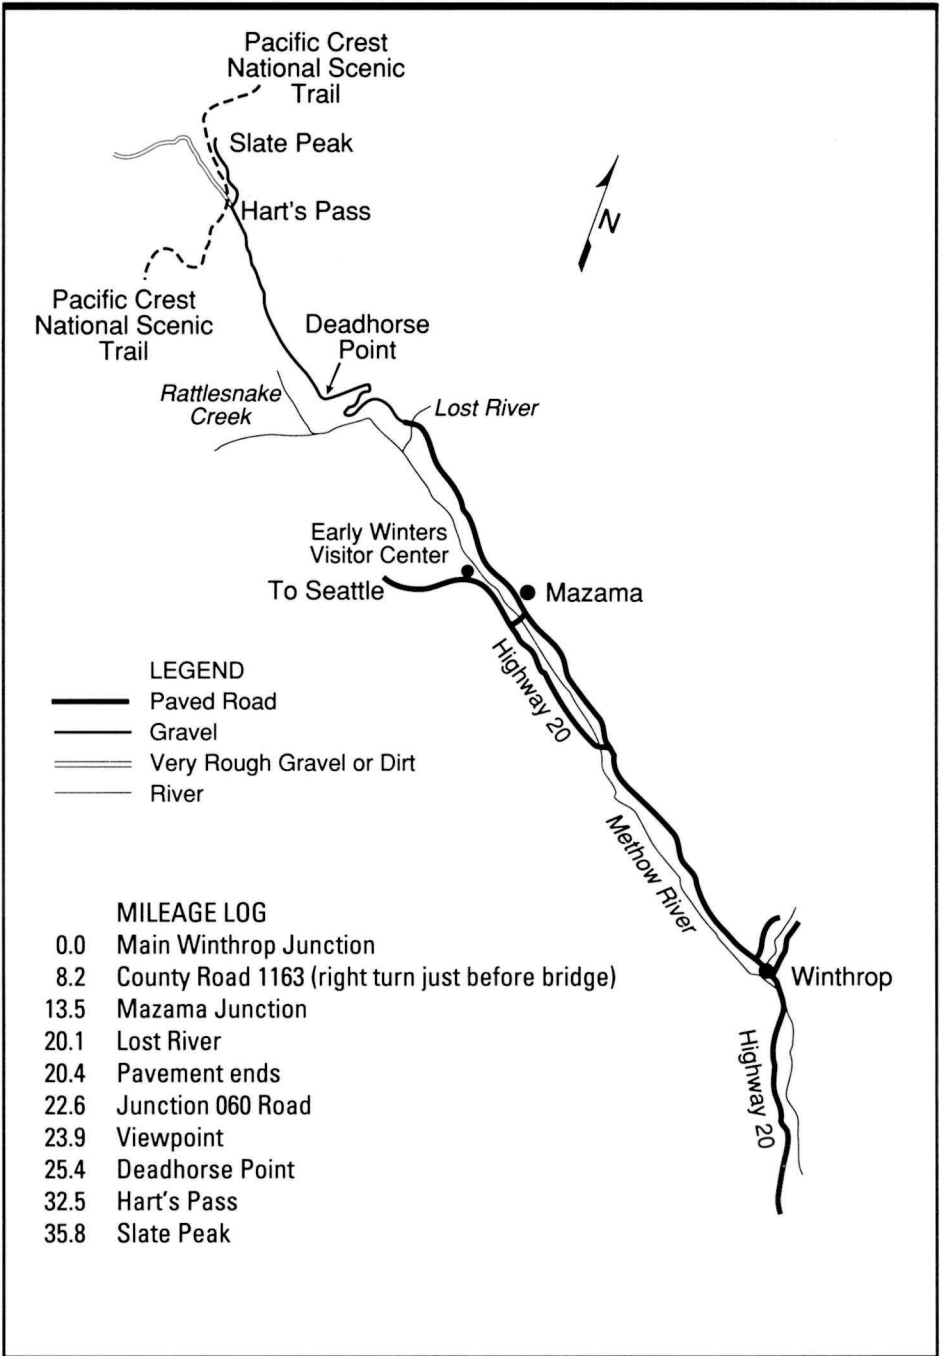 Pacific Crest
National Scenic
Trail
Slate Peak
Hart's Pass
N
Pacific Crest
National Scenic
Trail
Deadhorse
Point
Rattlesnake
Creek
Lost River
Early Winters
Visitor Center
To Seattle
Mazama
Highway 20
LEGEND
Paved Road
Gravel
Very Rough Gravel or Dirt
River
Methow River
Winthrop
Highway 20
MILEAGE LOG
0.0 Main Winthrop Junction
8.2 County Road 1163 (right turn just before bridge)
13.5 Mazama Junction
20.1 Lost River
20.4 Pavement ends
22.6 Junction 060 Road
23.9 Viewpoint
25.4 Deadhorse Point
32.5 Hart's Pass
35.8 Slate Peak